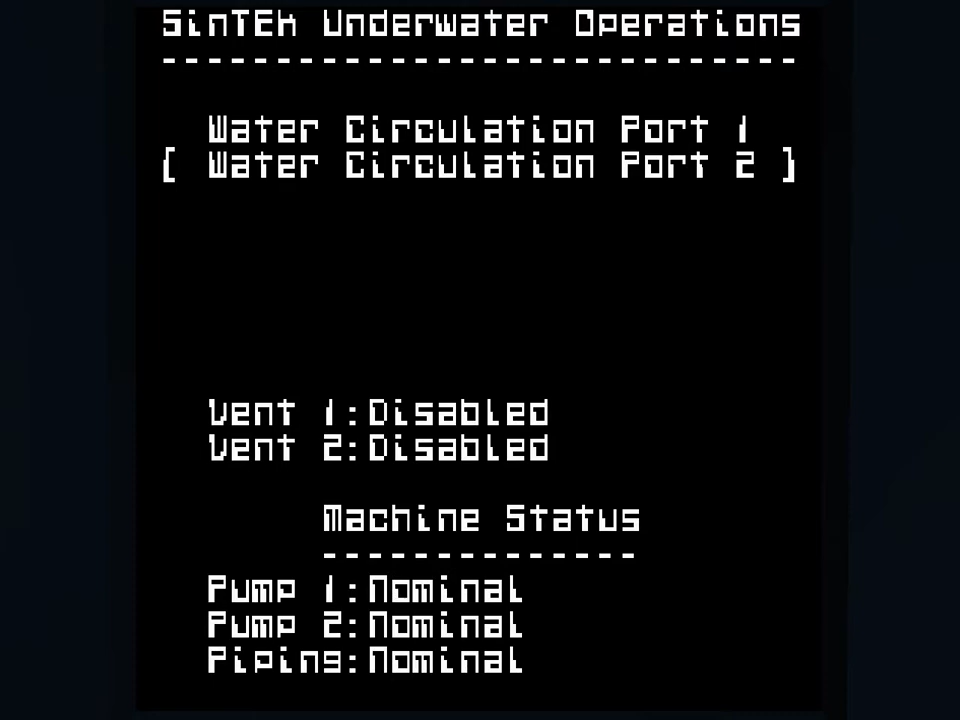 SinTEk Underwater Operations
----------------------------
Water Circulation Port 1
[ Water Circulation Port 2 ]
Vent 1:Disabled
Vent 2:Disabled
Machine Status
--------------
Pump 1:Nominal
Pump 2:Nominal
Piping:Nominal